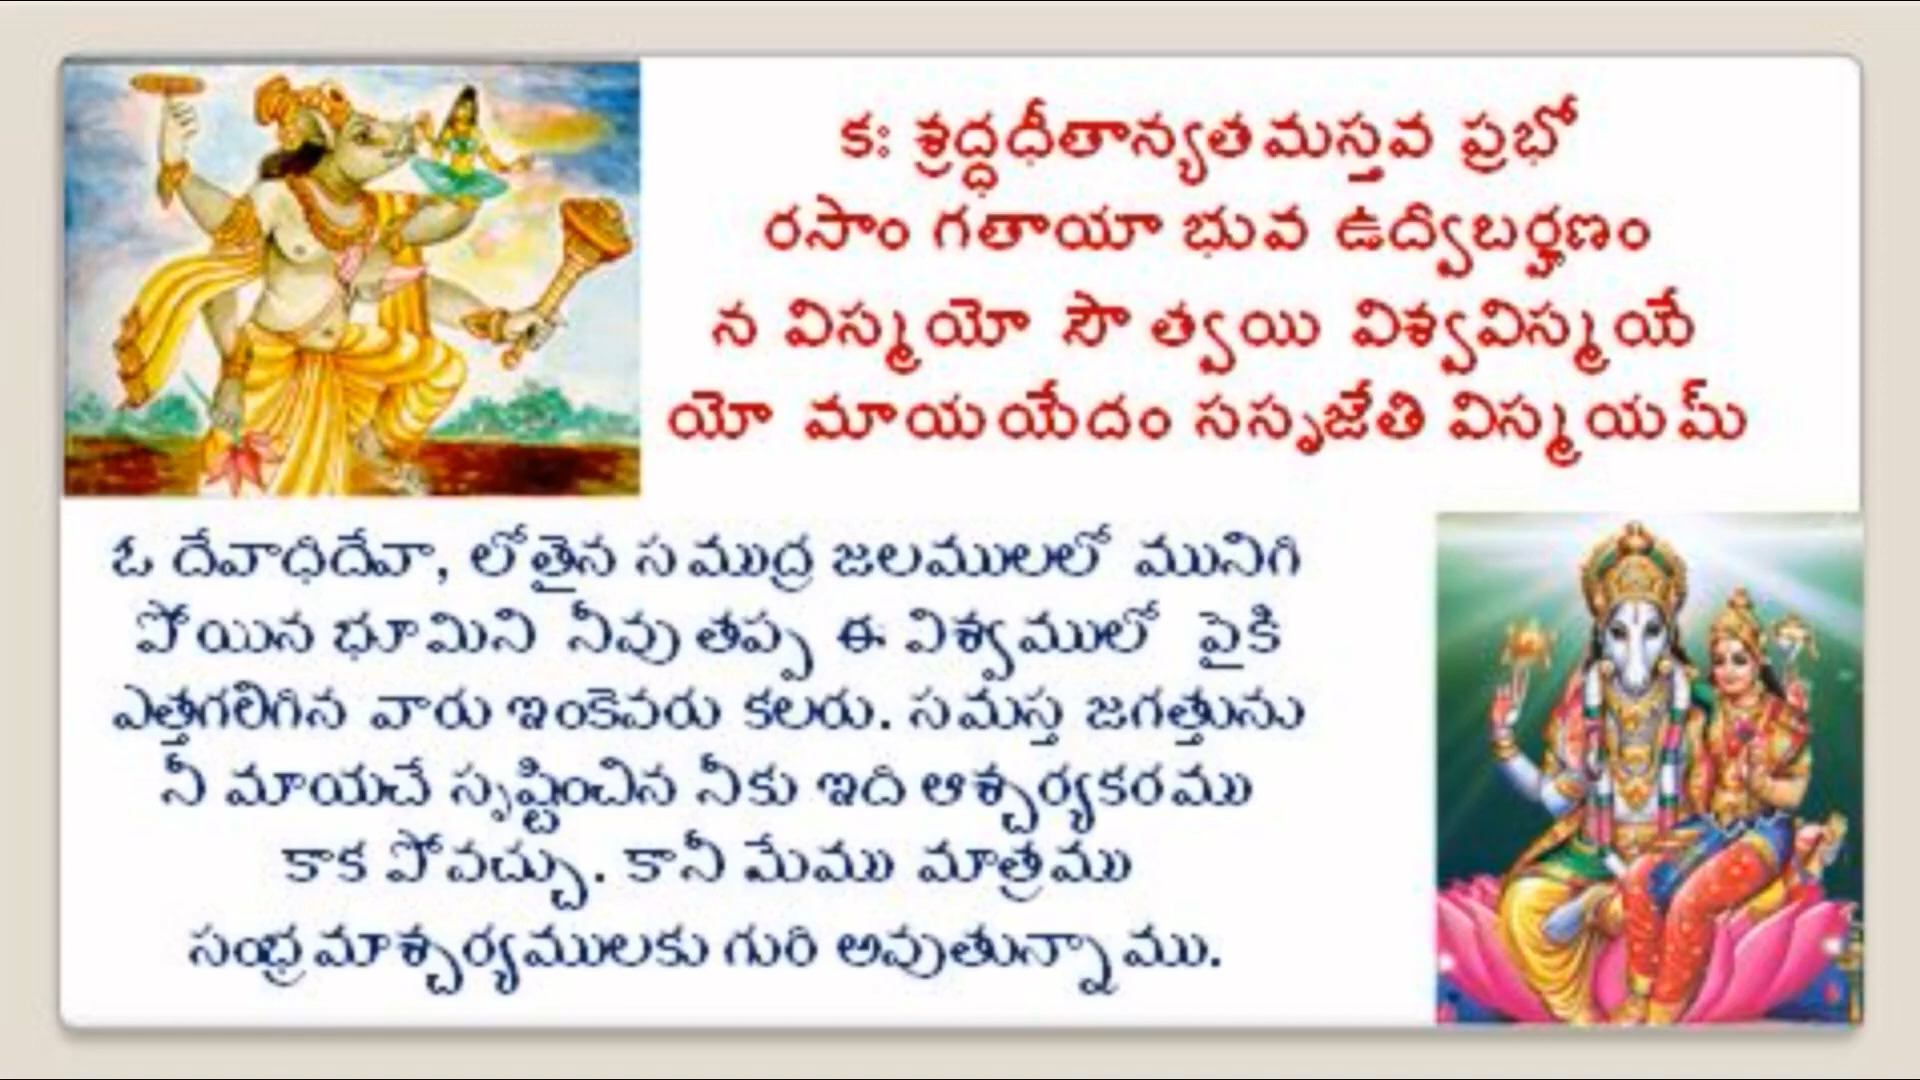 కః శ్రద్ధధీతాన్యతమస్తవ ప్రభో
రసాం గతాయా భువ ఉద్విబర్హణం
న విస్మయో సౌ త్వయి విశ్వవిస్మయే
యో మాయయేదం ససృజేతి విస్మయమ్
ఓ దేవాధిదేవా, లోతైన సముద్ర జలములలో మునిగి
పోయిన భూమిని నీవు తప్ప ఈ విశ్వములో పైకి
ఎత్తగలిగిన వారు ఇంకెవరు కలరు. సమస్త జగత్తును
నీ మాయచే సృష్టించిన నీకు ఇది ఆశ్చర్యకరము
కాక పోవచ్చు. కానీ మేము మాత్రము
సంభ్రమాశ్చర్యములకు గురి అవుతున్నాము.